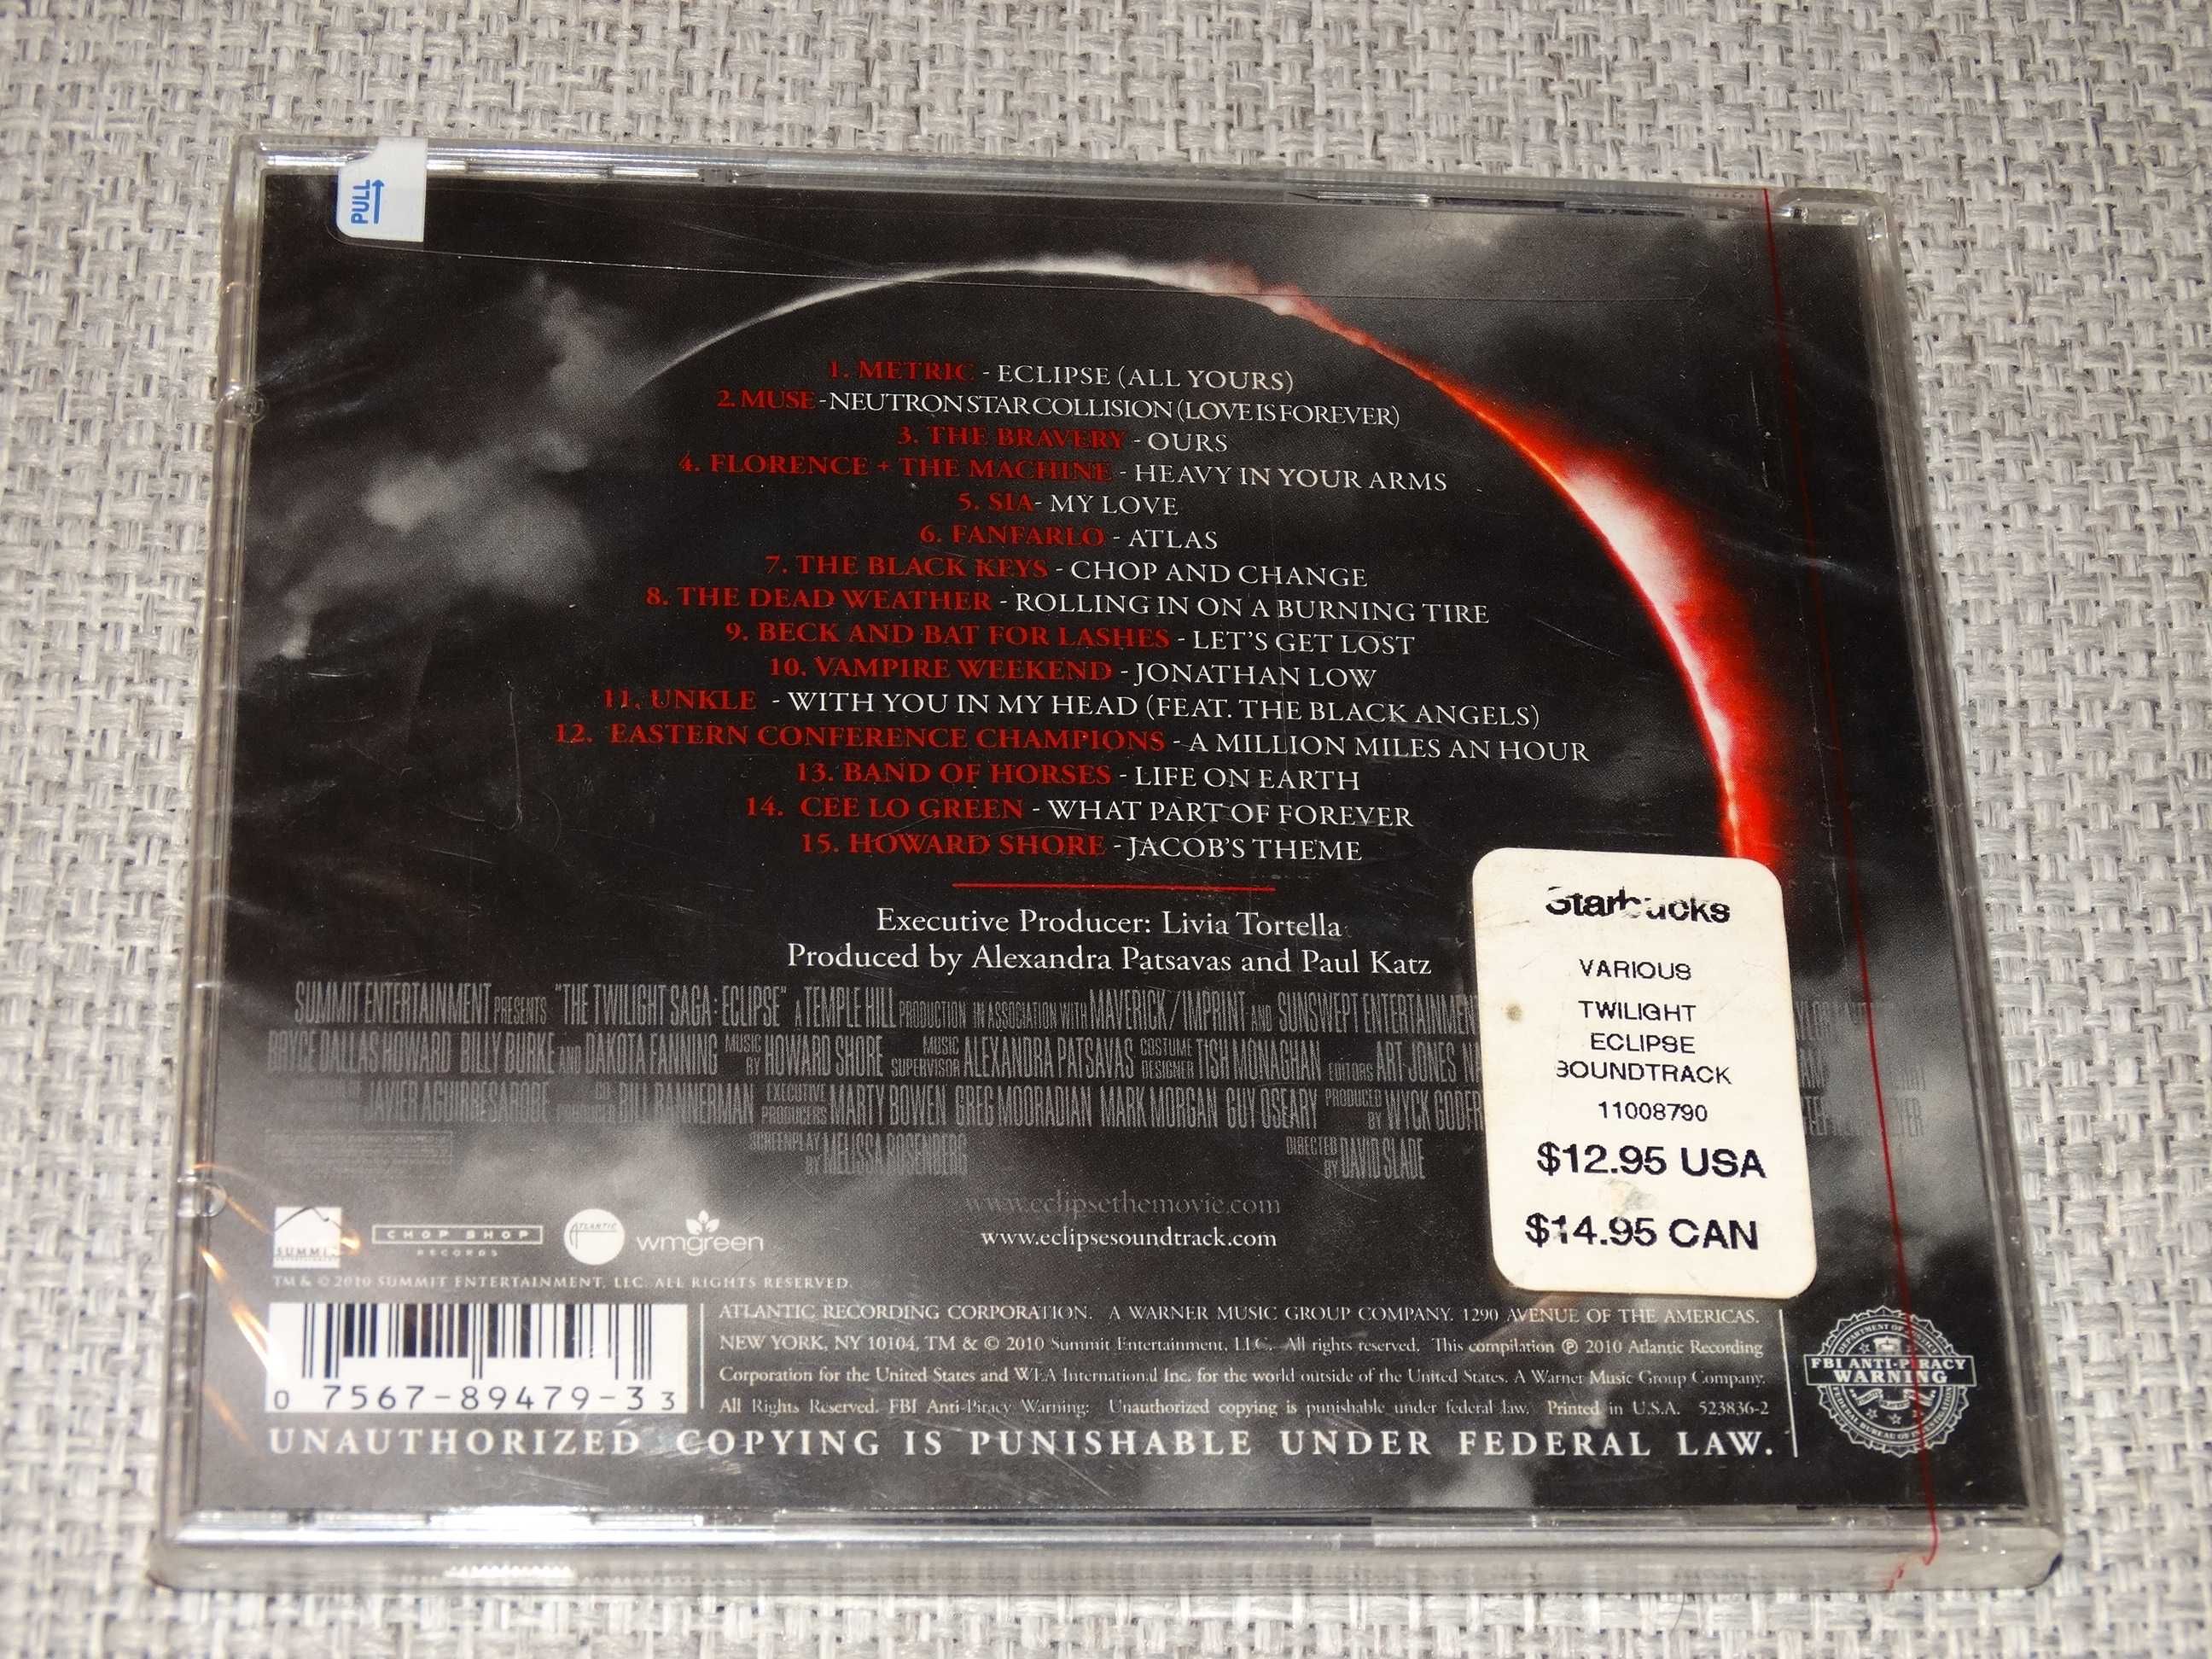 PULL
1. METRIC - ECLIPSE (ALL YOURS)
2. MUSE - NEUTRON STAR COLLISION (LOVE IS FOREVER)
3. THE BRAVERY - OURS
4. FLORENCE + THE MACHINE - HEAVY IN YOUR ARMS
5. SIA- MY LOVE
6. FANFARLO - ATLAS
7. THE BLACK KEYS - CHOP AND CHANGE
8. THE DEAD WEATHER - ROLLING IN ON A BURNING TIRE
9. BECK AND BAT FOR LASHES - LET'S GET LOST
10. VAMPIRE WEEKEND - JONATHAN LOW
11. UNKLE - WITH YOU IN MY HEAD (FEAT. THE BLACK ANGELS)
12. EASTERN CONFERENCE CHAMPIONS - A MILLION MILES AN HOUR
13. BAND OF HORSES - LIFE ON EARTH
14. CEE LO GREEN - WHAT PART OF FOREVER
15. HOWARD SHORE - JACOB'S THEME
Executive Producer: Livia Tortella
Produced by Alexandra Patsavas and Paul Katz
SUMMIT ENTERTAINMENT PRESENTS "THE TWILIGHT SAGA: ECLIPSE" A TEMPLE HILL PRODUCTION IN ASSOCIATION WITH MAVERICK/IMPRINT AND SUNSWEPT ENTERTAINMENT
BRYCE DALLAS HOWARD BILLY BURKE AND DAKOTA FANNING MUSIC BY HOWARD SHORE MUSIC SUPERVISOR ALEXANDRA PATSAVAS COSTUME DESIGNER TISH MONAGHAN EDITORS ART JONES
JAVIER AGUIRRESAROBE CO-PRODUCER BILL BANNERMAN EXECUTIVE PRODUCERS MARTY BOWEN GREG MOORADIAN MARK MORGAN GUY OSEARY PRODUCED BY WYCK
SCREENPLAY BY MELISSA ROSENBERG DIRECTED BY DAVID SLADE
www.eclipsethemovie.com
www.eclipsesoundtrack.com
SUMMIT
CHOP SHOP
RECORDS
ATLANTIC
wmgreen
TM & © 2010 SUMMIT ENTERTAINMENT, LLC. ALL RIGHTS RESERVED.
Starbucks
VARIOUS
TWILIGHT
ECLIPSE
SOUNDTRACK
11008790
$12.95 USA
$14.95 CAN
0 7567-89479-3 3
ATLANTIC RECORDING CORPORATION. A WARNER MUSIC GROUP COMPANY. 1290 AVENUE OF THE AMERICAS.
NEW YORK, NY 10104. TM & © 2010 Summit Entertainment, LLC. All rights reserved. This compilation ℗ 2010 Atlantic Recording
Corporation for the United States and WEA International Inc. for the world outside of the United States. A Warner Music Group Company.
All Rights Reserved. FBI Anti-Piracy Warning: Unauthorized copying is punishable under federal law. Printed in U.S.A. 523836-2
UNAUTHORIZED COPYING IS PUNISHABLE UNDER FEDERAL LAW.
DEPARTMENT OF JUSTICE
FBI ANTI-PIRACY
WARNING
FEDERAL BUREAU OF INVESTIGATION